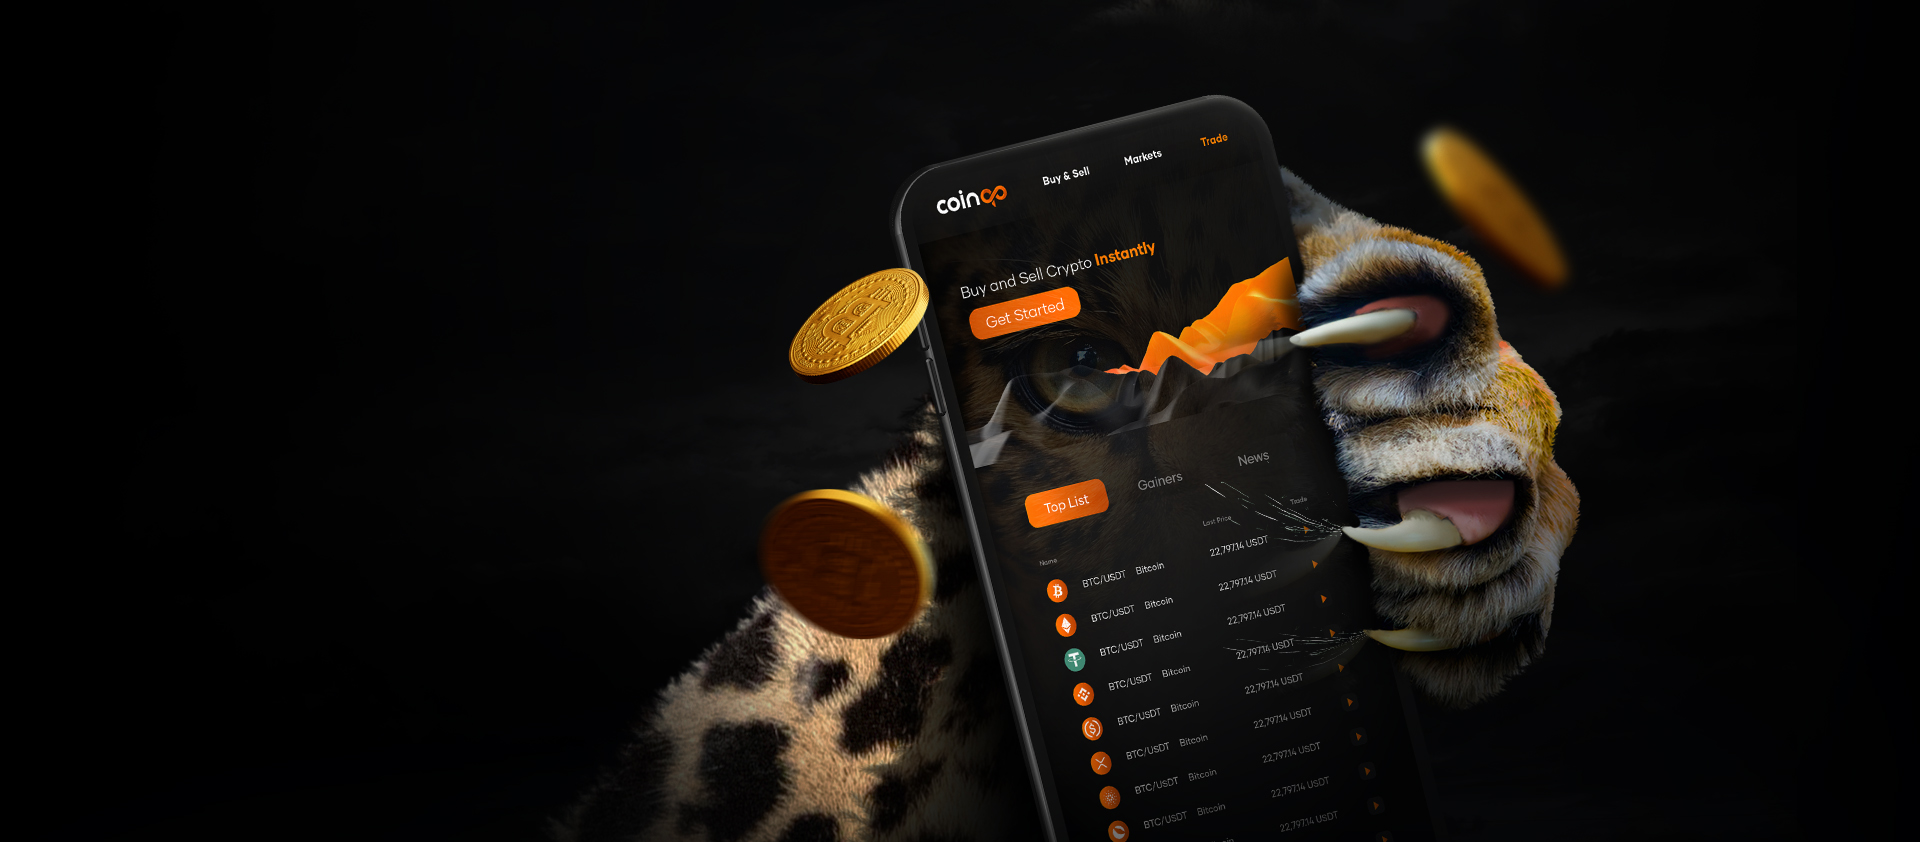 coin
Buy & Sell
Markets
Trade
Buy and Sell Crypto Instantly
Get Started
Top List
Gainers
News
Name
Last Price
Trade
BTC/USDT Bitcoin 22,797.14 USDT
BTC/USDT Bitcoin 22,797.14 USDT
BTC/USDT Bitcoin 22,797.14 USDT
BTC/USDT Bitcoin 22,797.14 USDT
BTC/USDT Bitcoin 22,797.14 USDT
BTC/USDT Bitcoin 22,797.14 USDT
BTC/USDT Bitcoin 22,797.14 USDT
BTC/USDT Bitcoin 22,797.14 USDT
22,797.14 USDT